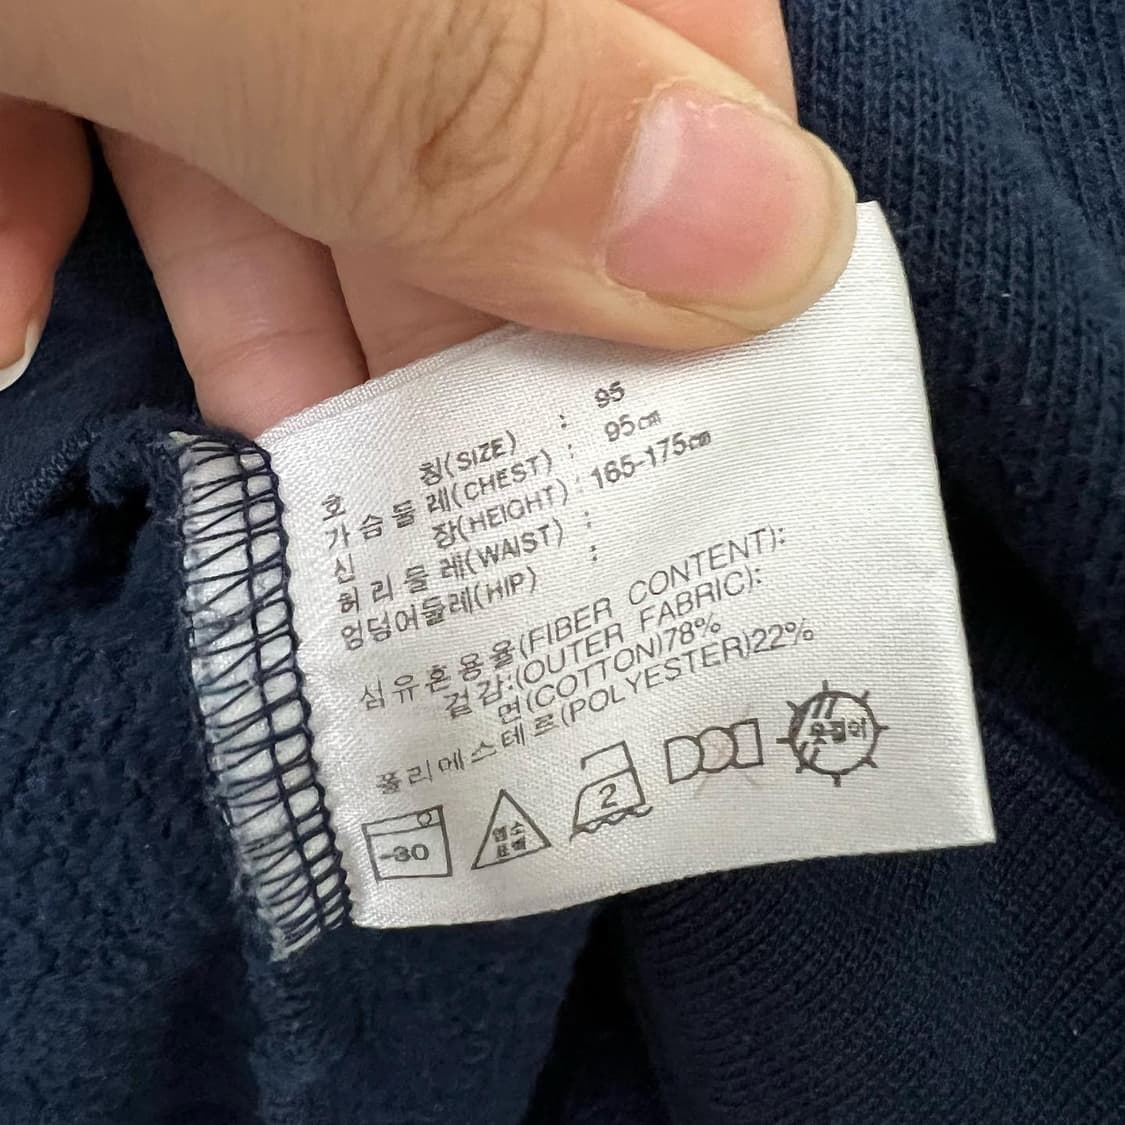 호 칭(SIZE) : 95
가슴둘레(CHEST) : 95㎝
신 장(HEIGHT) : 165-175㎝
허리둘레(WAIST) :
엉덩이둘레(HIP) :
섬유혼용율(FIBER CONTENT):
겉감:(OUTER FABRIC):
면(COTTON)78%
폴리에스테르(POLYESTER)22%
-30
염소
표백
2
옷걸이